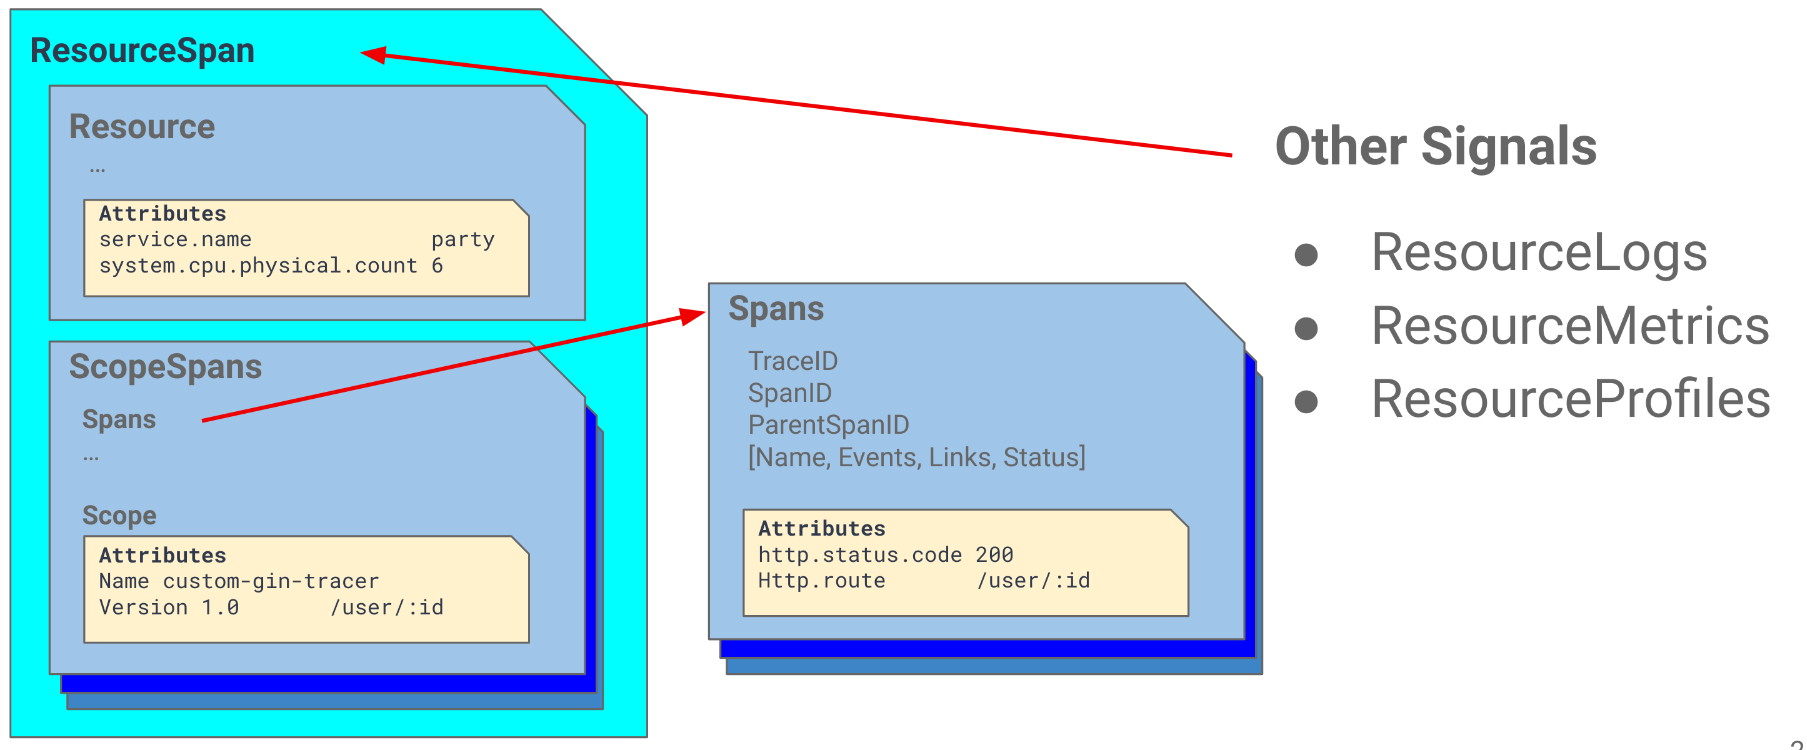 ResourceSpan
Resource
...
Attributes
service.name party
system.cpu.physical.count 6
ScopeSpans
Spans
...
Scope
Attributes
Name custom-gin-tracer
Version 1.0 /user/:id
Spans
TraceID
SpanID
ParentSpanID
[Name, Events, Links, Status]
Attributes
http.status.code 200
Http.route /user/:id
Other Signals
● ResourceLogs
● ResourceMetrics
● ResourceProfiles